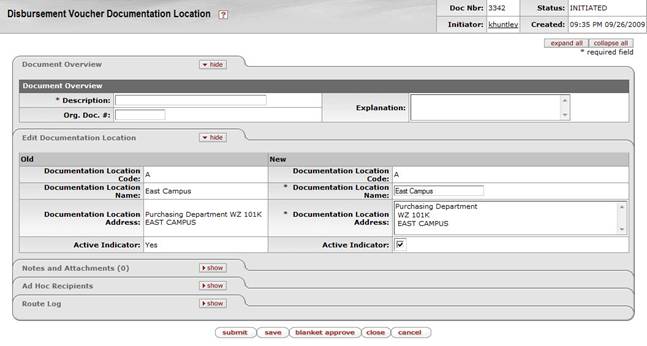 Disbursement Voucher Documentation Location ?
Doc Nbr: 3342 Status: INITIATED
Initiator: khuntley Created: 09:35 PM 09/26/2009
expand all collapse all
* required field
Document Overview hide
Document Overview
* Description: Explanation:
Org. Doc. #:
Edit Documentation Location hide
Old New
Documentation Location Code: A Documentation Location Code: A
Documentation Location Name: East Campus * Documentation Location Name: East Campus
Documentation Location Address: Purchasing Department WZ 101K EAST CAMPUS * Documentation Location Address: Purchasing Department WZ 101K EAST CAMPUS
Active Indicator: Yes Active Indicator:
Notes and Attachments (0) show
Ad Hoc Recipients show
Route Log show
submit save blanket approve close cancel